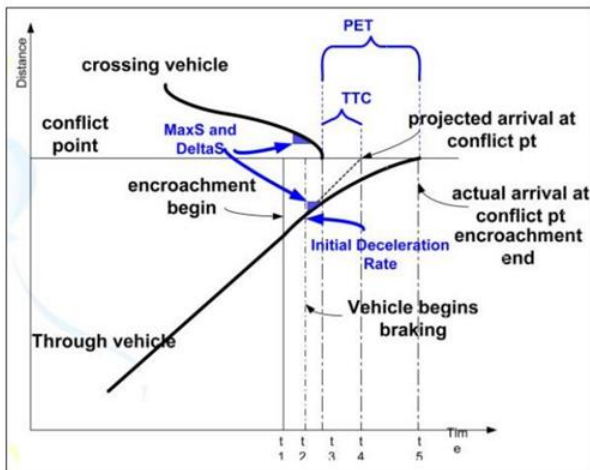 PET
Distance
crossing vehicle
TTC
conflict
point
MaxS and
DeltaS
projected arrival at
conflict pt
encroachment
begin
actual arrival at
conflict pt
encroachment
end
Initial Deceleration
Rate
Vehicle begins
braking
Through vehicle
t
1
t
2
t
3
t
4
t
5
Tim
e